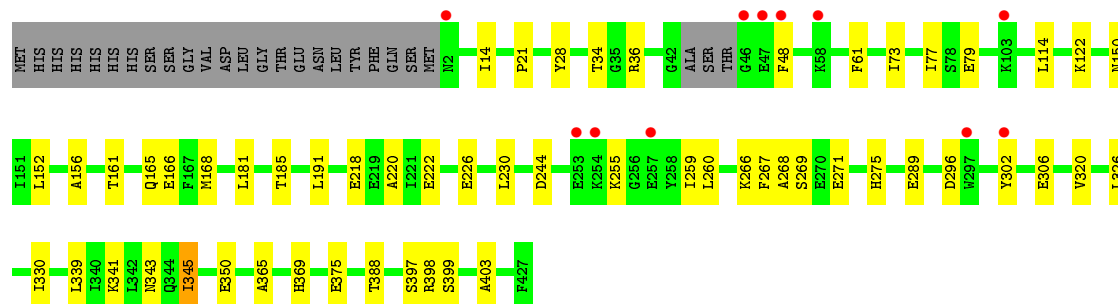 MET HIS HIS HIS HIS HIS HIS SER SER GLY VAL ASP LEU GLY THR GLU ASN LEU TYR PHE GLN SER MET N2 I14 P21 Y28 T34 G35 R36 G42 ALA SER THR G46 E47 F48 K58 F61 I73 I77 S78 E79 K103 L114 K122 N150
I151 L152 A156 T161 Q165 E166 F167 M168 L181 T185 L191 E218 E219 A220 I221 E222 E226 L230 D244 E253 K254 K255 G256 E257 Y258 I259 L260 K266 F267 A268 S269 E270 E271 H275 E289 D296 W297 Y302 E306 V320 L326
I330 L339 I340 K341 L342 N343 Q344 I345 E350 A365 H369 E375 T388 S397 R398 S399 A403 F427